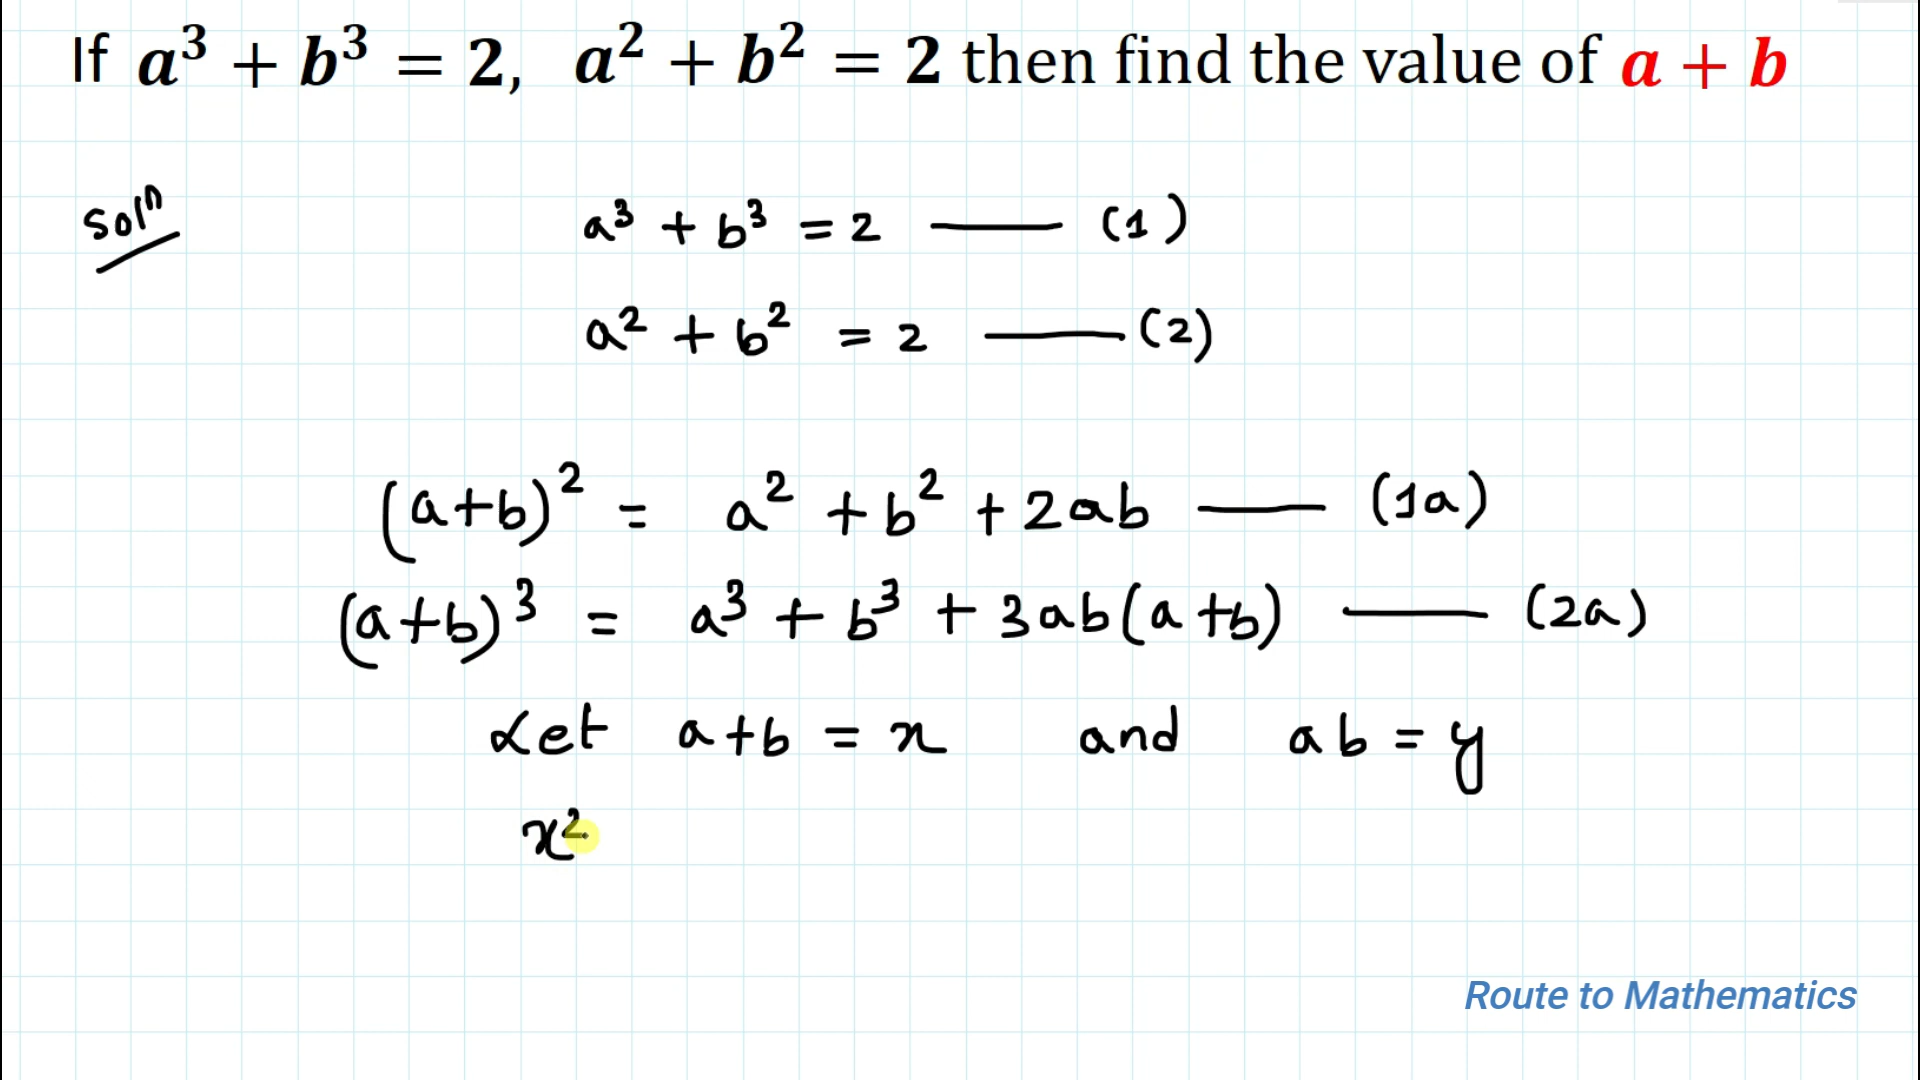 If a³ + b³ = 2, a² + b² = 2 then find the value of a + b
Solⁿ
a³ + b³ = 2 —— (1)
a² + b² = 2 —— (2)
(a+b)² = a² + b² + 2ab —— (1a)
(a+b)³ = a³ + b³ + 3ab(a+b) —— (2a)
Let a+b = x and ab = y
x²
Route to Mathematics